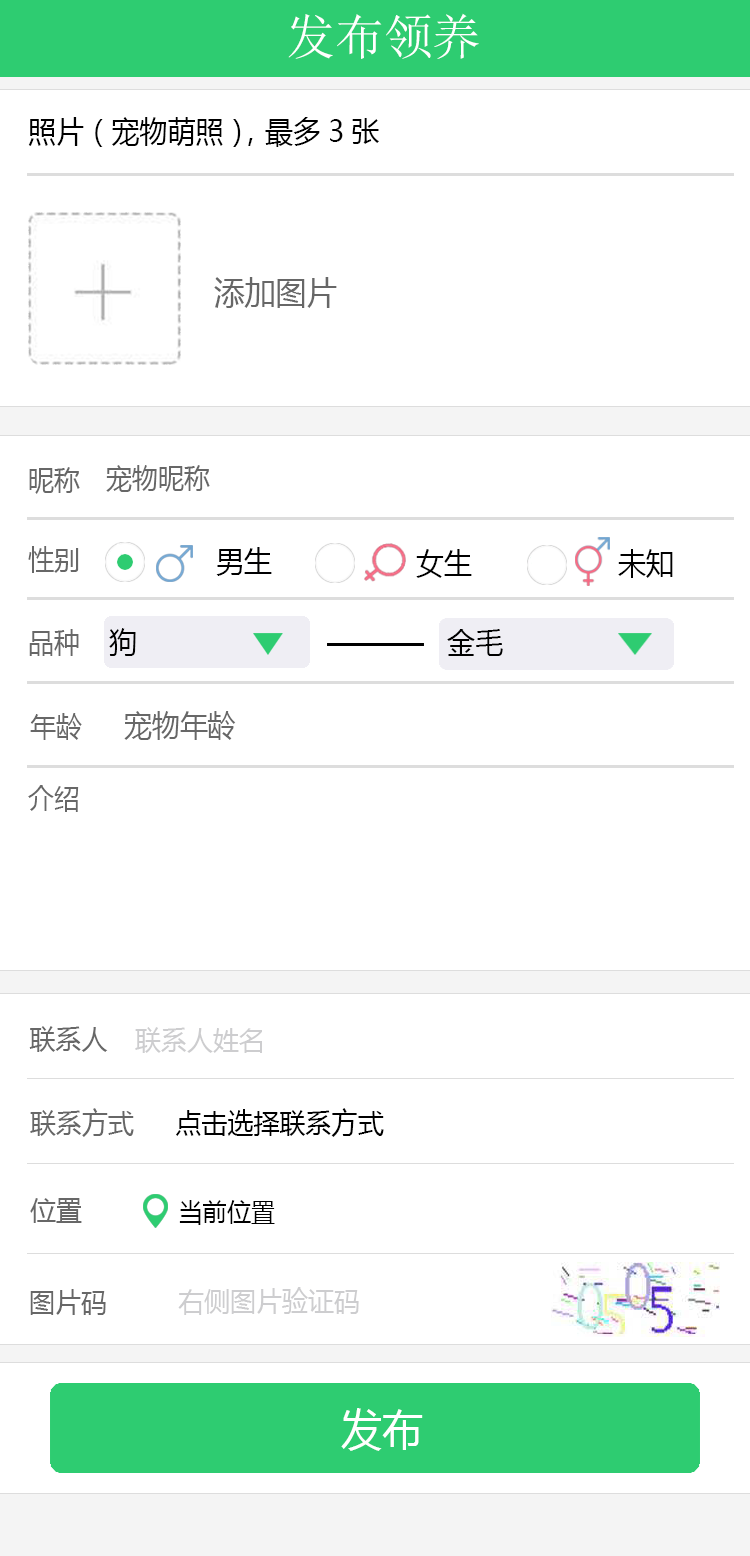 发布领养
照片 ( 宠物萌照 ) , 最多 3 张
添加图片
昵称 宠物昵称
性别 男生 女生 未知
品种 狗 金毛
年龄 宠物年龄
介绍
联系人 联系人姓名
联系方式 点击选择联系方式
位置 当前位置
图片码 右侧图片验证码 0505
发布